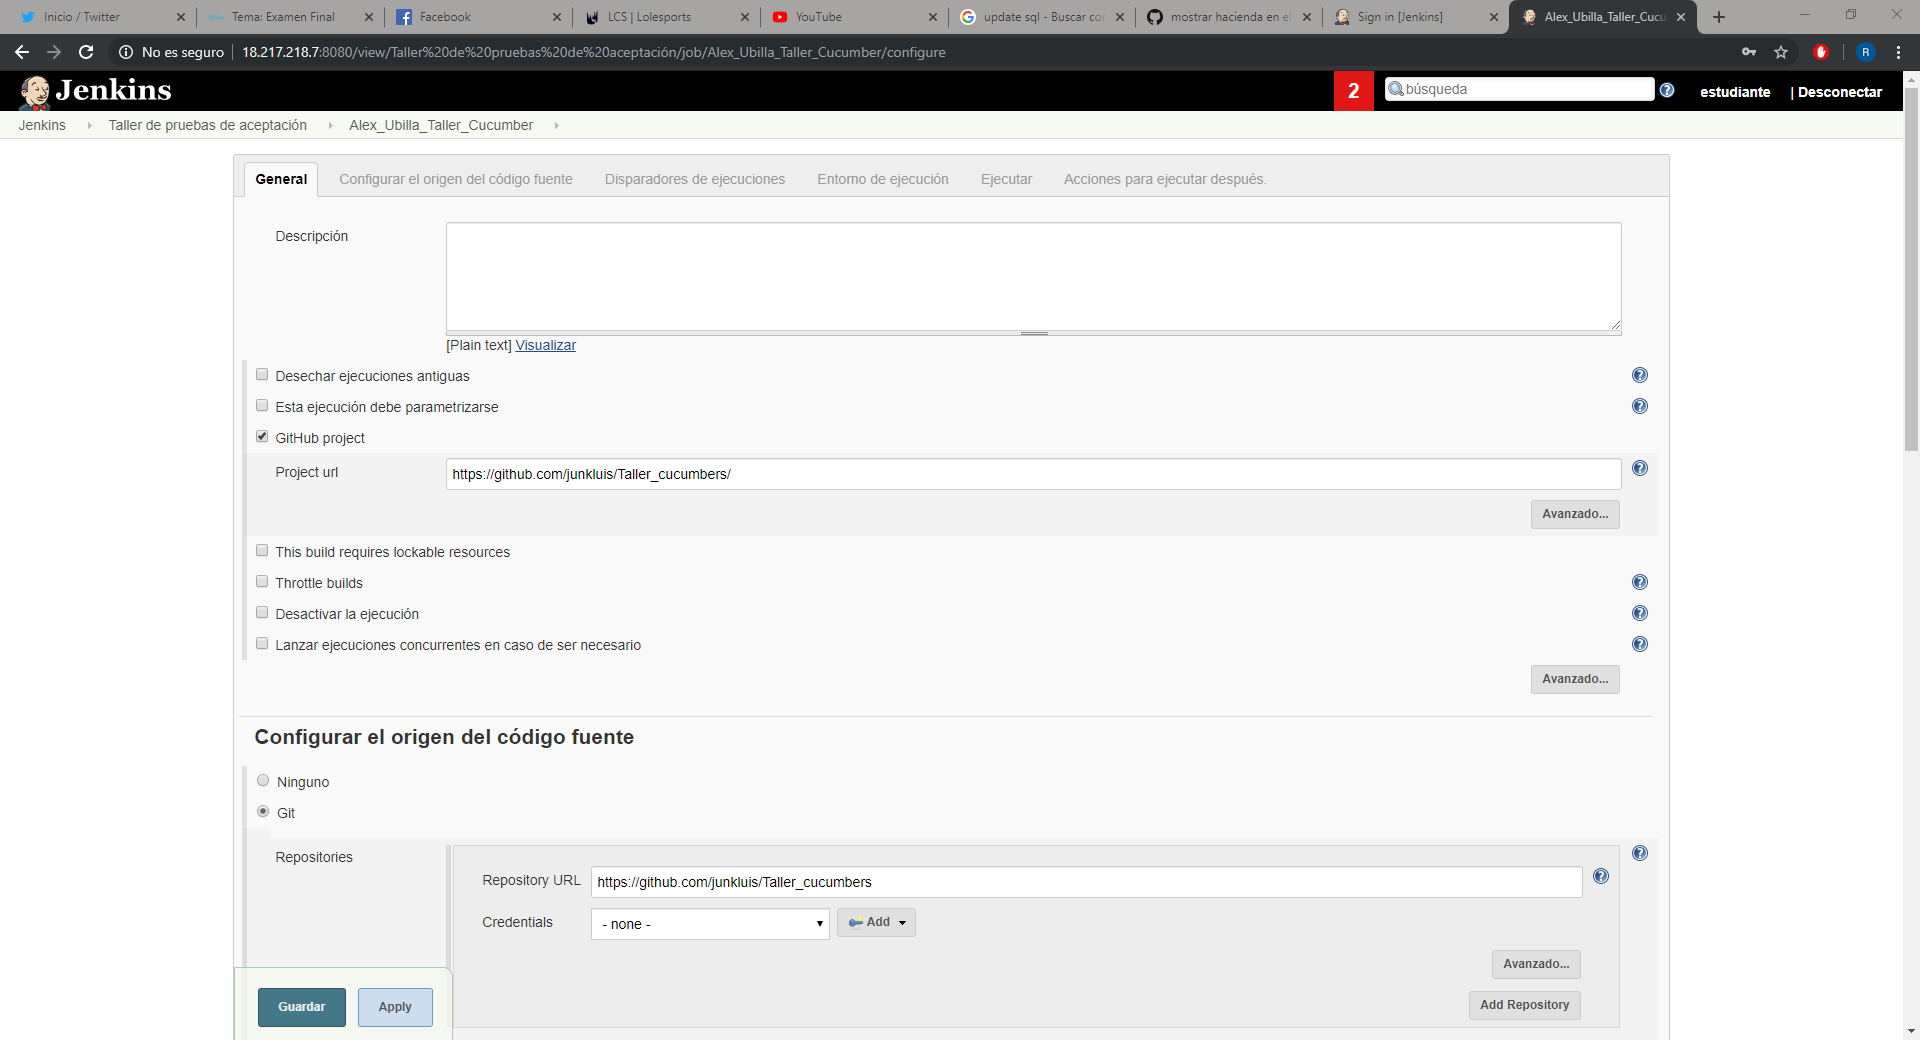 Inicio / Twitter
Tema: Examen Final
Facebook
LCS | Lolesports
YouTube
update sql - Buscar co
mostrar hacienda en el
Sign in [Jenkins]
Alex_Ubilla_Taller_Cucu
No es seguro
18.217.218.7:8080/view/Taller%20de%20pruebas%20de%20aceptación/job/Alex_Ubilla_Taller_Cucumber/configure
R
Jenkins
2
búsqueda
estudiante
| Desconectar
Jenkins
Taller de pruebas de aceptación
Alex_Ubilla_Taller_Cucumber
General
Configurar el origen del código fuente
Disparadores de ejecuciones
Entorno de ejecución
Ejecutar
Acciones para ejecutar después.
Descripción
[Plain text] Visualizar
Desechar ejecuciones antiguas
Esta ejecución debe parametrizarse
GitHub project
Project url
https://github.com/junkluis/Taller_cucumbers/
Avanzado...
This build requires lockable resources
Throttle builds
Desactivar la ejecución
Lanzar ejecuciones concurrentes en caso de ser necesario
Avanzado...
Configurar el origen del código fuente
Ninguno
Git
Repositories
Repository URL
https://github.com/junkluis/Taller_cucumbers
Credentials
- none -
Add
Avanzado...
Add Repository
Guardar
Apply